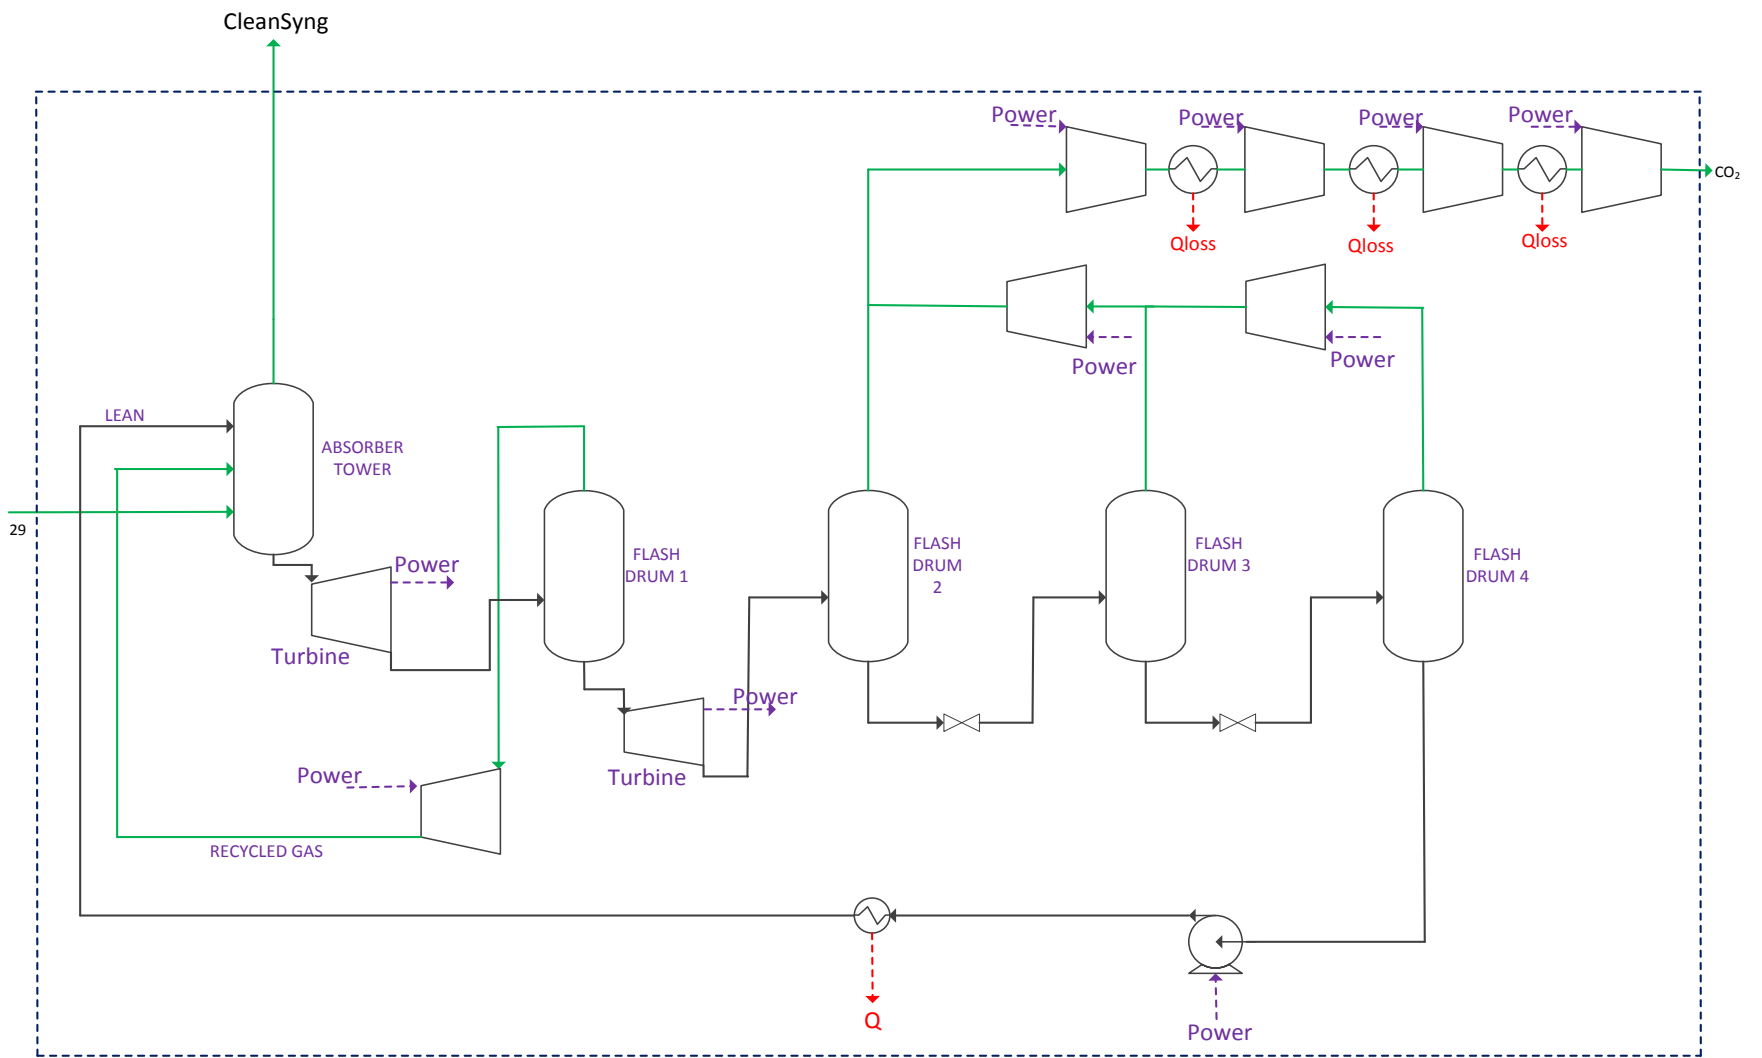 CleanSyng
Power
Power
Power
Power
CO₂
Qloss
Qloss
Qloss
Power
Power
LEAN
ABSORBER
TOWER
29
Power
Turbine
FLASH
DRUM 1
FLASH
DRUM
2
FLASH
DRUM 3
FLASH
DRUM 4
Power
Turbine
Power
RECYCLED GAS
Q
Power